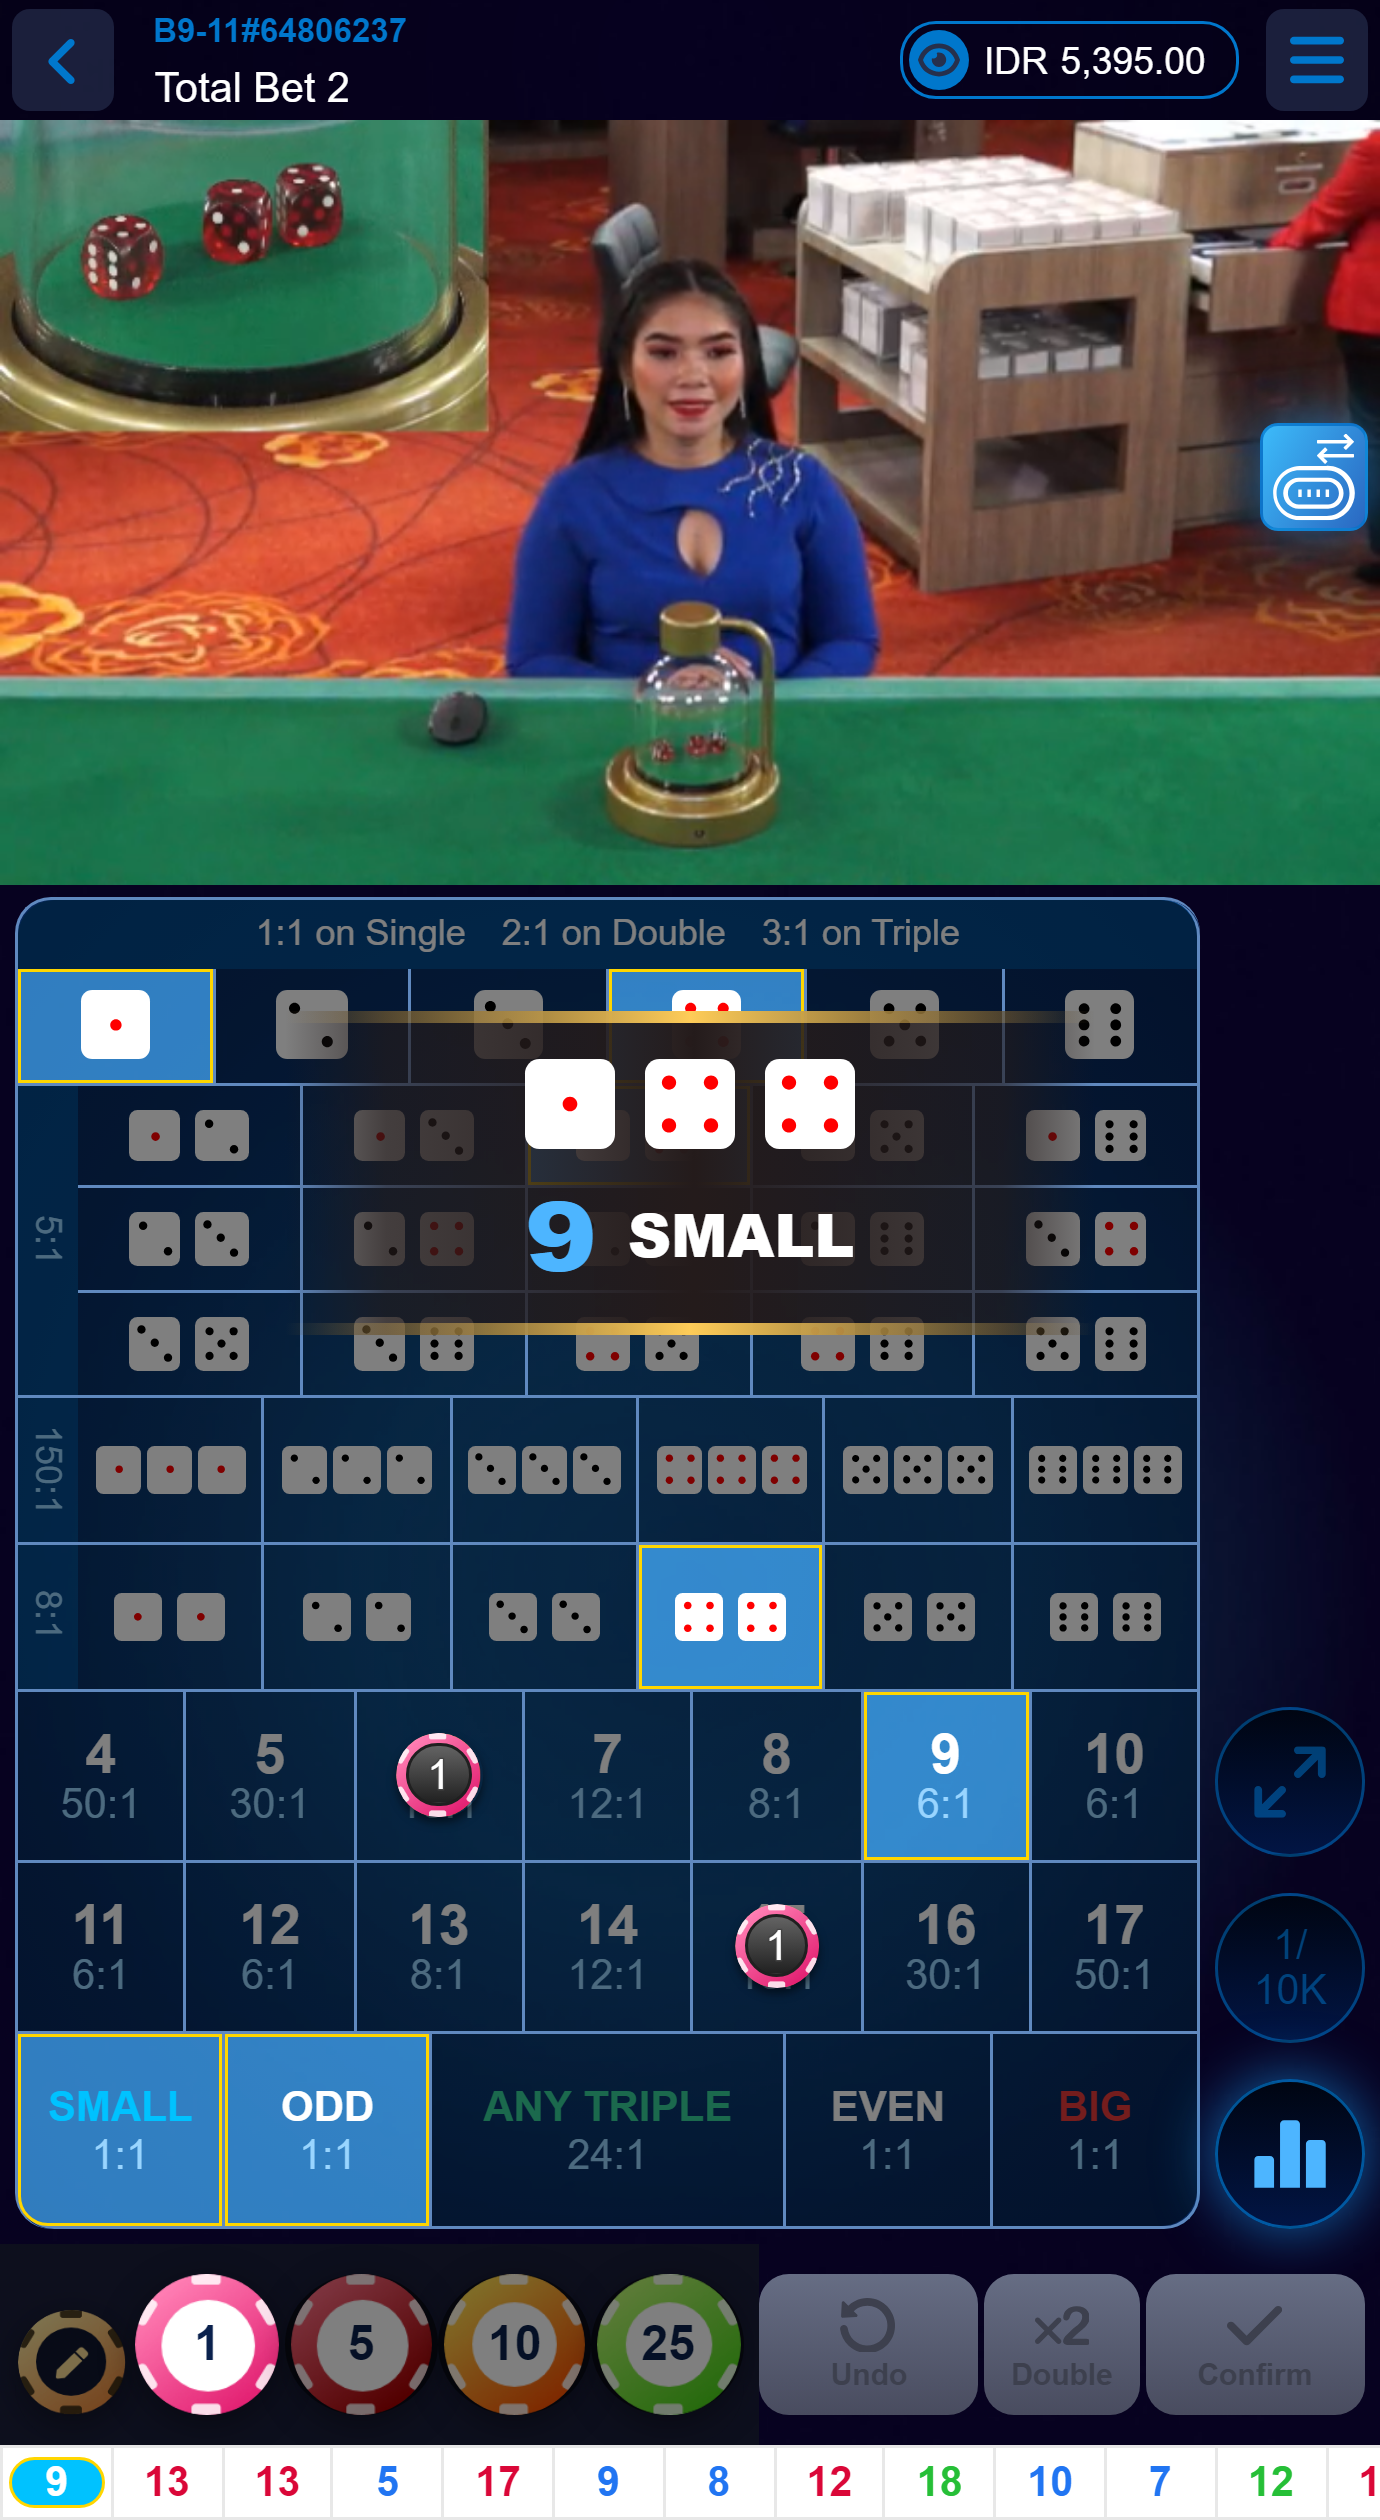 B9-11#64806237
Total Bet 2
IDR 5,395.00
1:1 on Single 2:1 on Double 3:1 on Triple
9 SMALL
5:1
150:1
8:1
4 5 1 7 8 9 10
50:1 30:1 12:1 8:1 6:1 6:1
11 12 13 14 1 16 17
6:1 6:1 8:1 12:1 30:1 50:1
1/
10K
SMALL ODD ANY TRIPLE EVEN BIG
1:1 1:1 24:1 1:1 1:1
1 5 10 25
x2
Undo Double Confirm
9 13 13 5 17 9 8 12 18 10 7 12